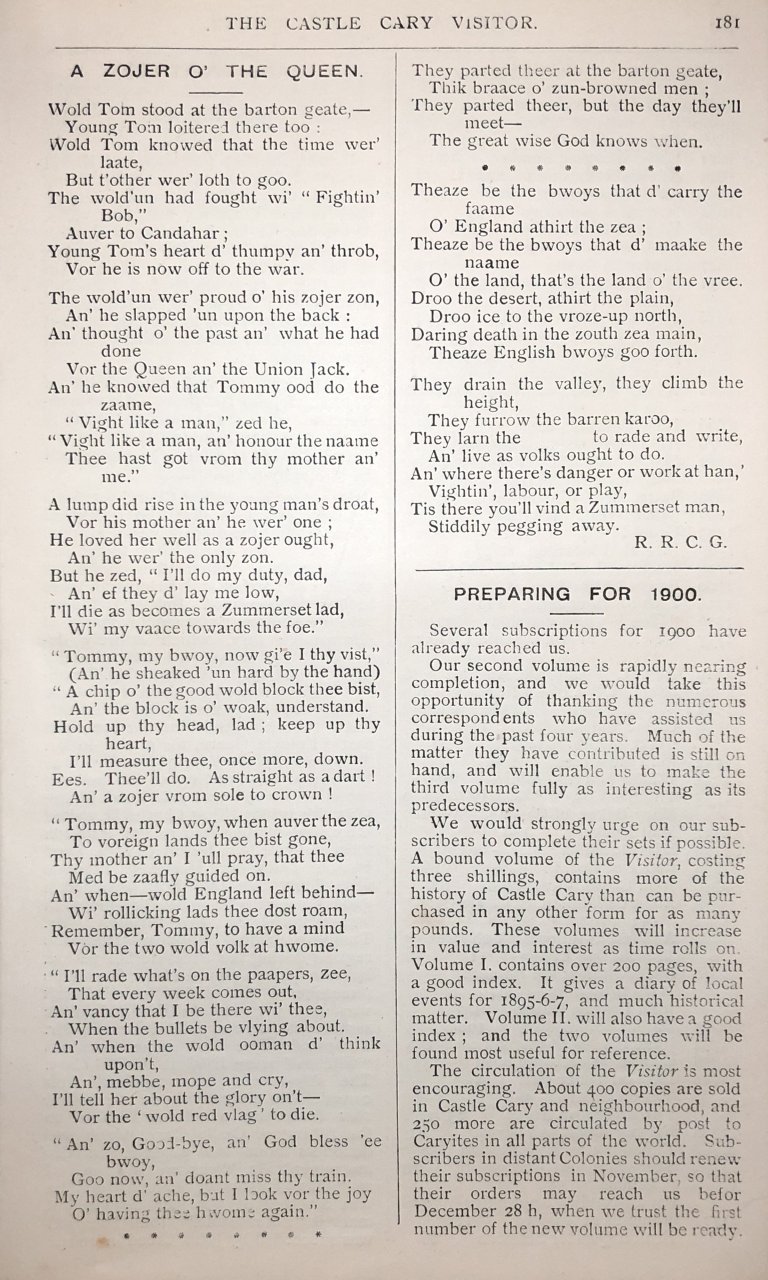 THE CASTLE CARY VISITOR. 181
A ZOJER O' THE QUEEN.
Wold Tom stood at the barton geate,—
Young Tom loitered there too :
Wold Tom knowed that the time wer'
laate,
But t'other wer' loth to goo.
The wold'un had fought wi' “ Fightin'
Bob,”
Auver to Candahar ;
Young Tom's heart d' thumpy an' throb,
Vor he is now off to the war.
The wold'un wer' proud o' his zojer zon,
An' he slapped 'un upon the back :
An' thought o' the past an' what he had
done
Vor the Queen an' the Union Jack.
An' he knowed that Tommy ood do the
zaame,
“ Vight like a man,” zed he,
“ Vight like a man, an' honour the naame
Thee hast got vrom thy mother an'
me.”
A lump did rise in the young man's droat,
Vor his mother an' he wer' one ;
He loved her well as a zojer ought,
An' he wer' the only zon.
But he zed, “ I'll do my duty, dad,
An' ef they d' lay me low,
I'll die as becomes a Zummerset lad,
Wi' my vaace towards the foe.”
“ Tommy, my bwoy, now gi'e I thy vist,”
(An' he sheaked 'un hard by the hand)
“ A chip o' the good wold block thee bist,
An' the block is o' woak, understand.
Hold up thy head, lad ; keep up thy
heart,
I'll measure thee, once more, down.
Ees. Thee'll do. As straight as a dart !
An' a zojer vrom sole to crown !
“ Tommy, my bwoy, when auver the zea,
To voreign lands thee bist gone,
Thy mother an' I 'ull pray, that thee
Med be zaafly guided on.
An' when—wold England left behind—
Wi' rollicking lads thee dost roam,
Remember, Tommy, to have a mind
Vor the two wold volk at hwome.
“ I'll rade what's on the paapers, zee,
That every week comes out,
An' vancy that I be there wi' thee,
When the bullets be vlying about.
An' when the wold ooman d' think
upon't,
An', mebbe, mope and cry,
I'll tell her about the glory on't—
Vor the ‘ wold red vlag ’ to die.
“ An' zo, Good-bye, an' God bless 'ee
bwoy,
Goo now, an' doant miss thy train.
My heart d' ache, but I look vor the joy
O' having thee hwome again.”
* * * * * * * *
They parted theer at the barton geate,
Thik braace o' zun-browned men ;
They parted theer, but the day they'll
meet—
The great wise God knows when.
* * * * * * * *
Theaze be the bwoys that d' carry the
faame
O' England athirt the zea ;
Theaze be the bwoys that d' maake the
naame
O' the land, that's the land o' the vree.
Droo the desert, athirt the plain,
Droo ice to the vroze-up north,
Daring death in the zouth zea main,
Theaze English bwoys goo forth.
They drain the valley, they climb the
height,
They furrow the barren karoo,
They larn the to rade and write,
An' live as volks ought to do.
An' where there's danger or work at han,'
Vightin', labour, or play,
Tis there you'll vind a Zummerset man,
Stiddily pegging away.
R. R. C. G.
PREPARING FOR 1900.
Several subscriptions for 1900 have
already reached us.
Our second volume is rapidly nearing
completion, and we would take this
opportunity of thanking the numerous
correspondents who have assisted us
during the past four years. Much of the
matter they have contributed is still on
hand, and will enable us to make the
third volume fully as interesting as its
predecessors.
We would strongly urge on our sub-
scribers to complete their sets if possible.
A bound volume of the Visitor, costing
three shillings, contains more of the
history of Castle Cary than can be pur-
chased in any other form for as many
pounds. These volumes will increase
in value and interest as time rolls on.
Volume I. contains over 200 pages, with
a good index. It gives a diary of local
events for 1895-6-7, and much historical
matter. Volume II. will also have a good
index ; and the two volumes will be
found most useful for reference.
The circulation of the Visitor is most
encouraging. About 400 copies are sold
in Castle Cary and neighbourhood, and
250 more are circulated by post to
Caryites in all parts of the world. Sub-
scribers in distant Colonies should renew
their subscriptions in November, so that
their orders may reach us befor
December 28 h, when we trust the first
number of the new volume will be ready.